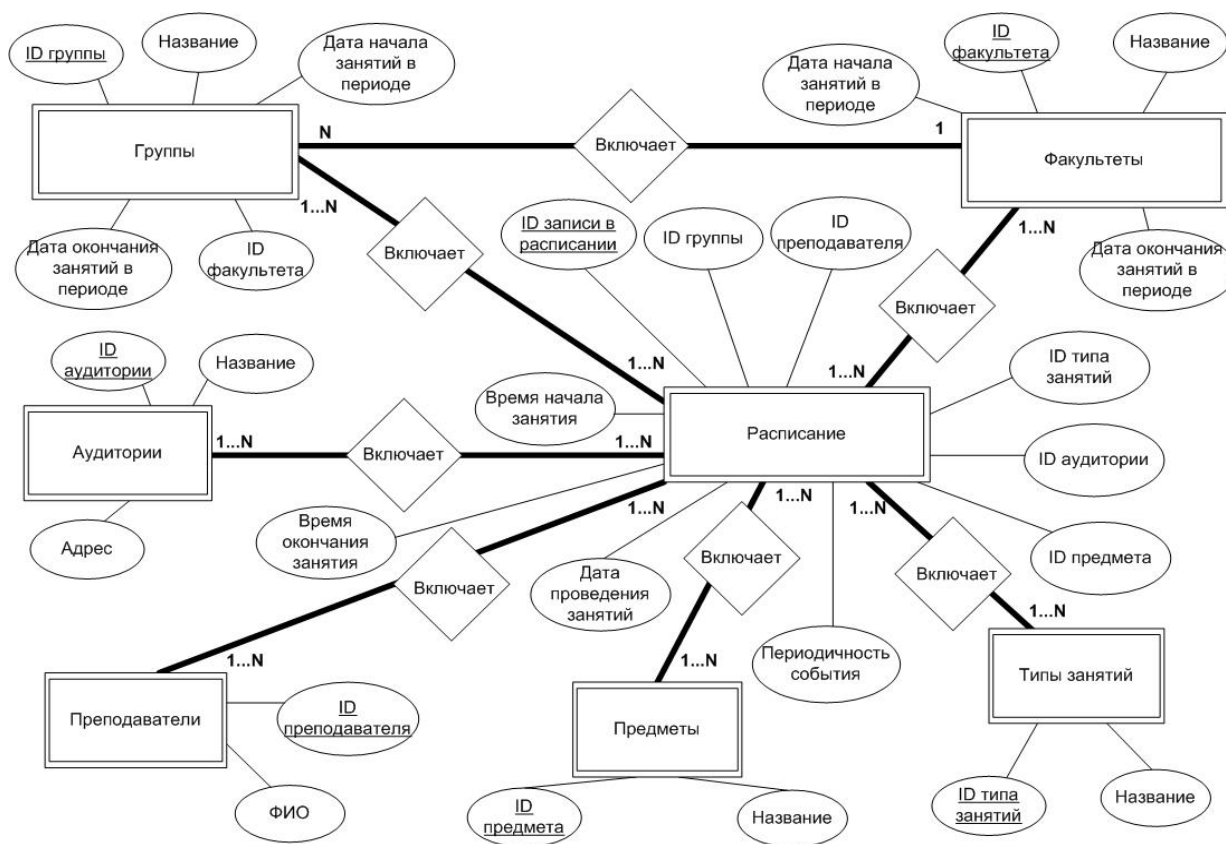 ID группы
Название
Дата начала
занятий в
периоде
Группы
Дата окончания
занятий в
периоде
ID
факультета
N
Включает
1
Дата начала
занятий в
периоде
ID
факультета
Название
Факультеты
1...N
Дата окончания
занятий в
периоде
1...N
Включает
1...N
ID записи в
расписании
ID группы
ID
преподавателя
Включает
1...N
ID
аудитории
Название
Аудитории
Адрес
1...N
Включает
1...N
Время начала
занятия
Расписание
ID типа
занятий
ID аудитории
ID предмета
Время
окончания
занятия
1...N
Включает
1...N
Дата
проведения
занятий
1...N
Включает
1...N
Периодичность
события
1...N
Включает
1...N
Преподаватели
ID
преподавателя
ФИО
Предметы
ID
предмета
Название
Типы занятий
ID типа
занятий
Название